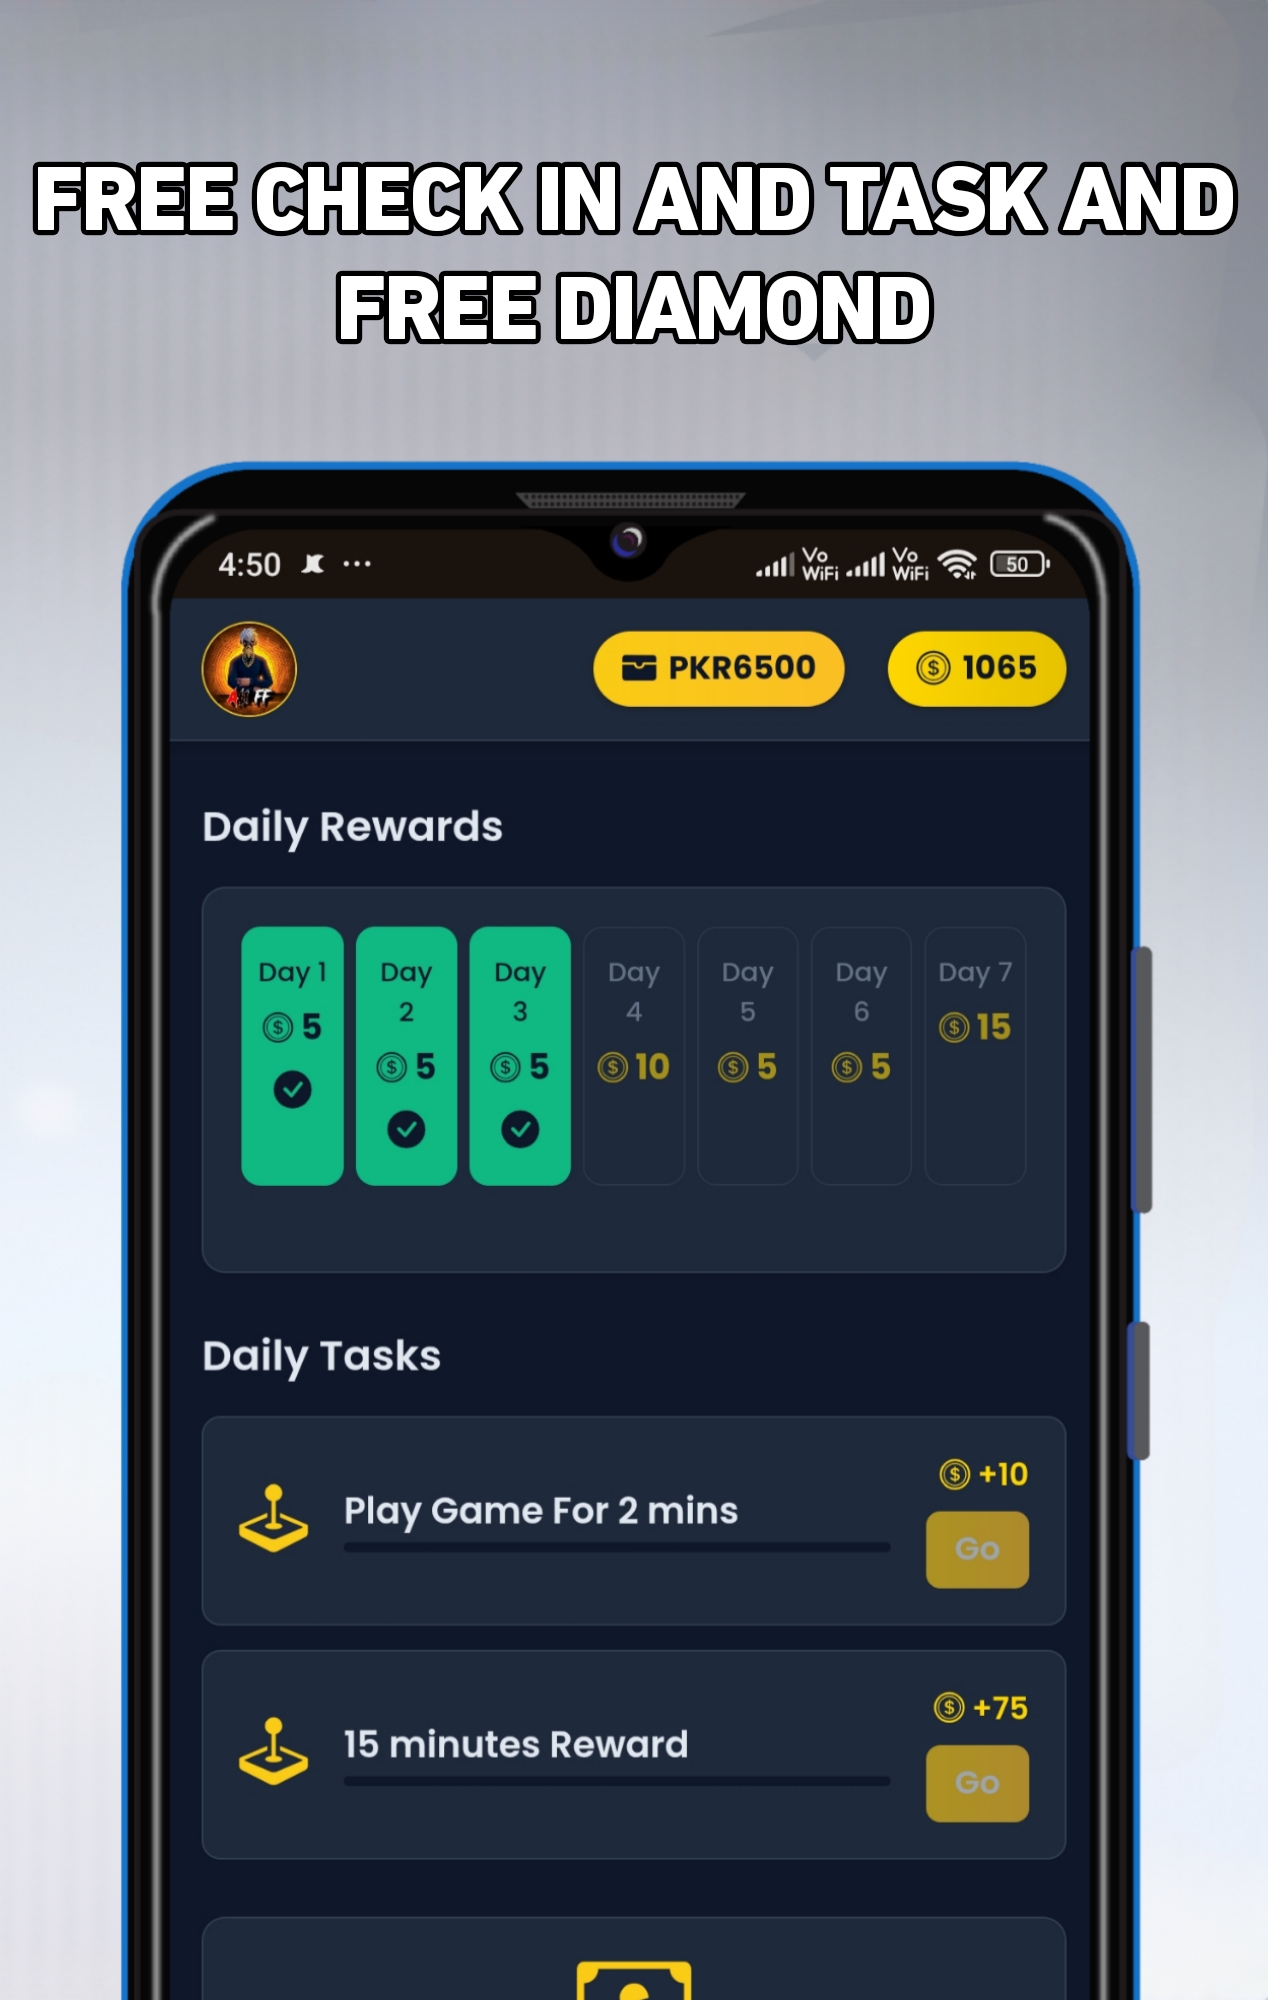 FREE CHECK IN AND TASK AND
FREE DIAMOND
4:50
Vo
WiFi
Vo
WiFi
50
PKR6500
1065
Daily Rewards
Day 1
5
Day
2
5
Day
3
5
Day
4
10
Day
5
5
Day
6
5
Day 7
15
Daily Tasks
Play Game For 2 mins
+10
Go
15 minutes Reward
+75
Go